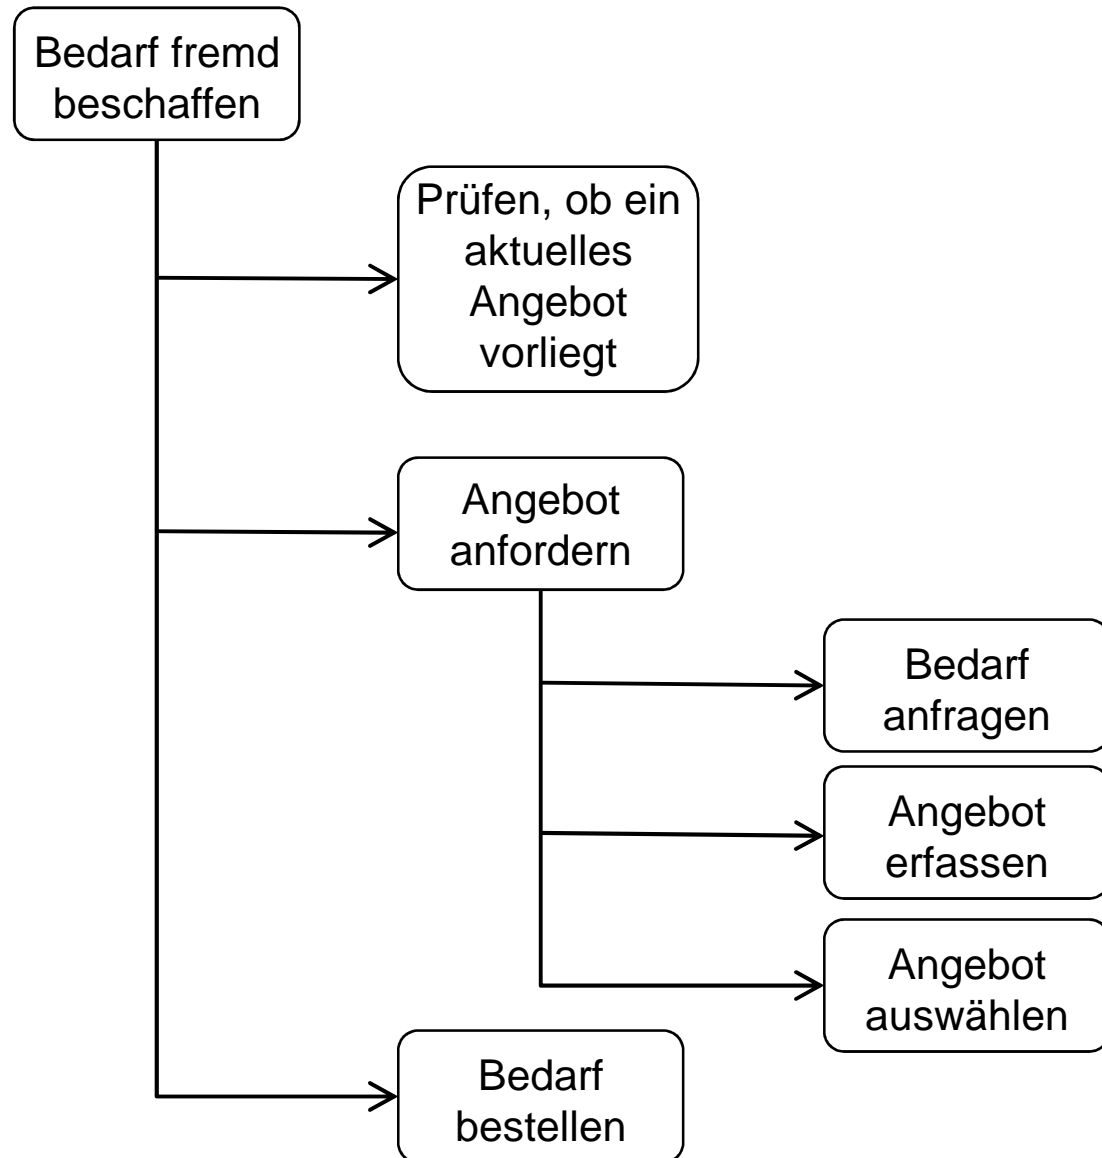 Bedarf fremd
beschaffen
Prüfen, ob ein
aktuelles
Angebot
vorliegt
Angebot
anfordern
Bedarf
anfragen
Angebot
erfassen
Angebot
auswählen
Bedarf
bestellen